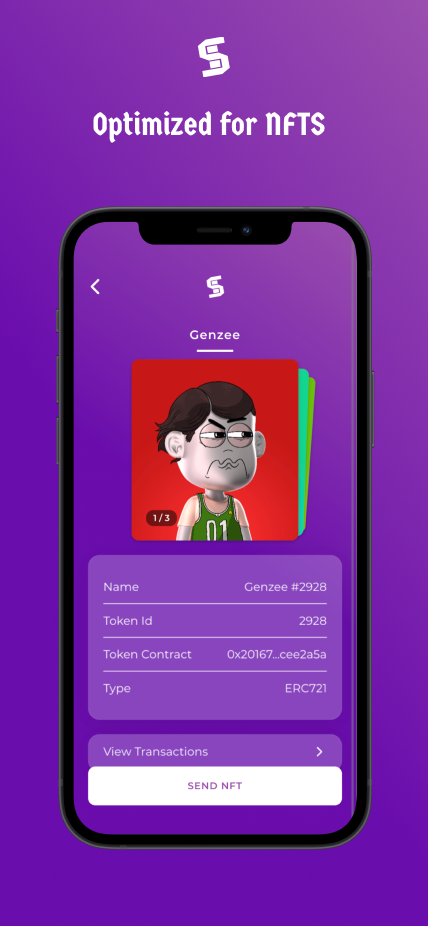 Optimized for NFTS
Genzee
01
1 / 3
Name Genzee #2928
Token Id 2928
Token Contract 0x20167...cee2a5a
Type ERC721
View Transactions
SEND NFT